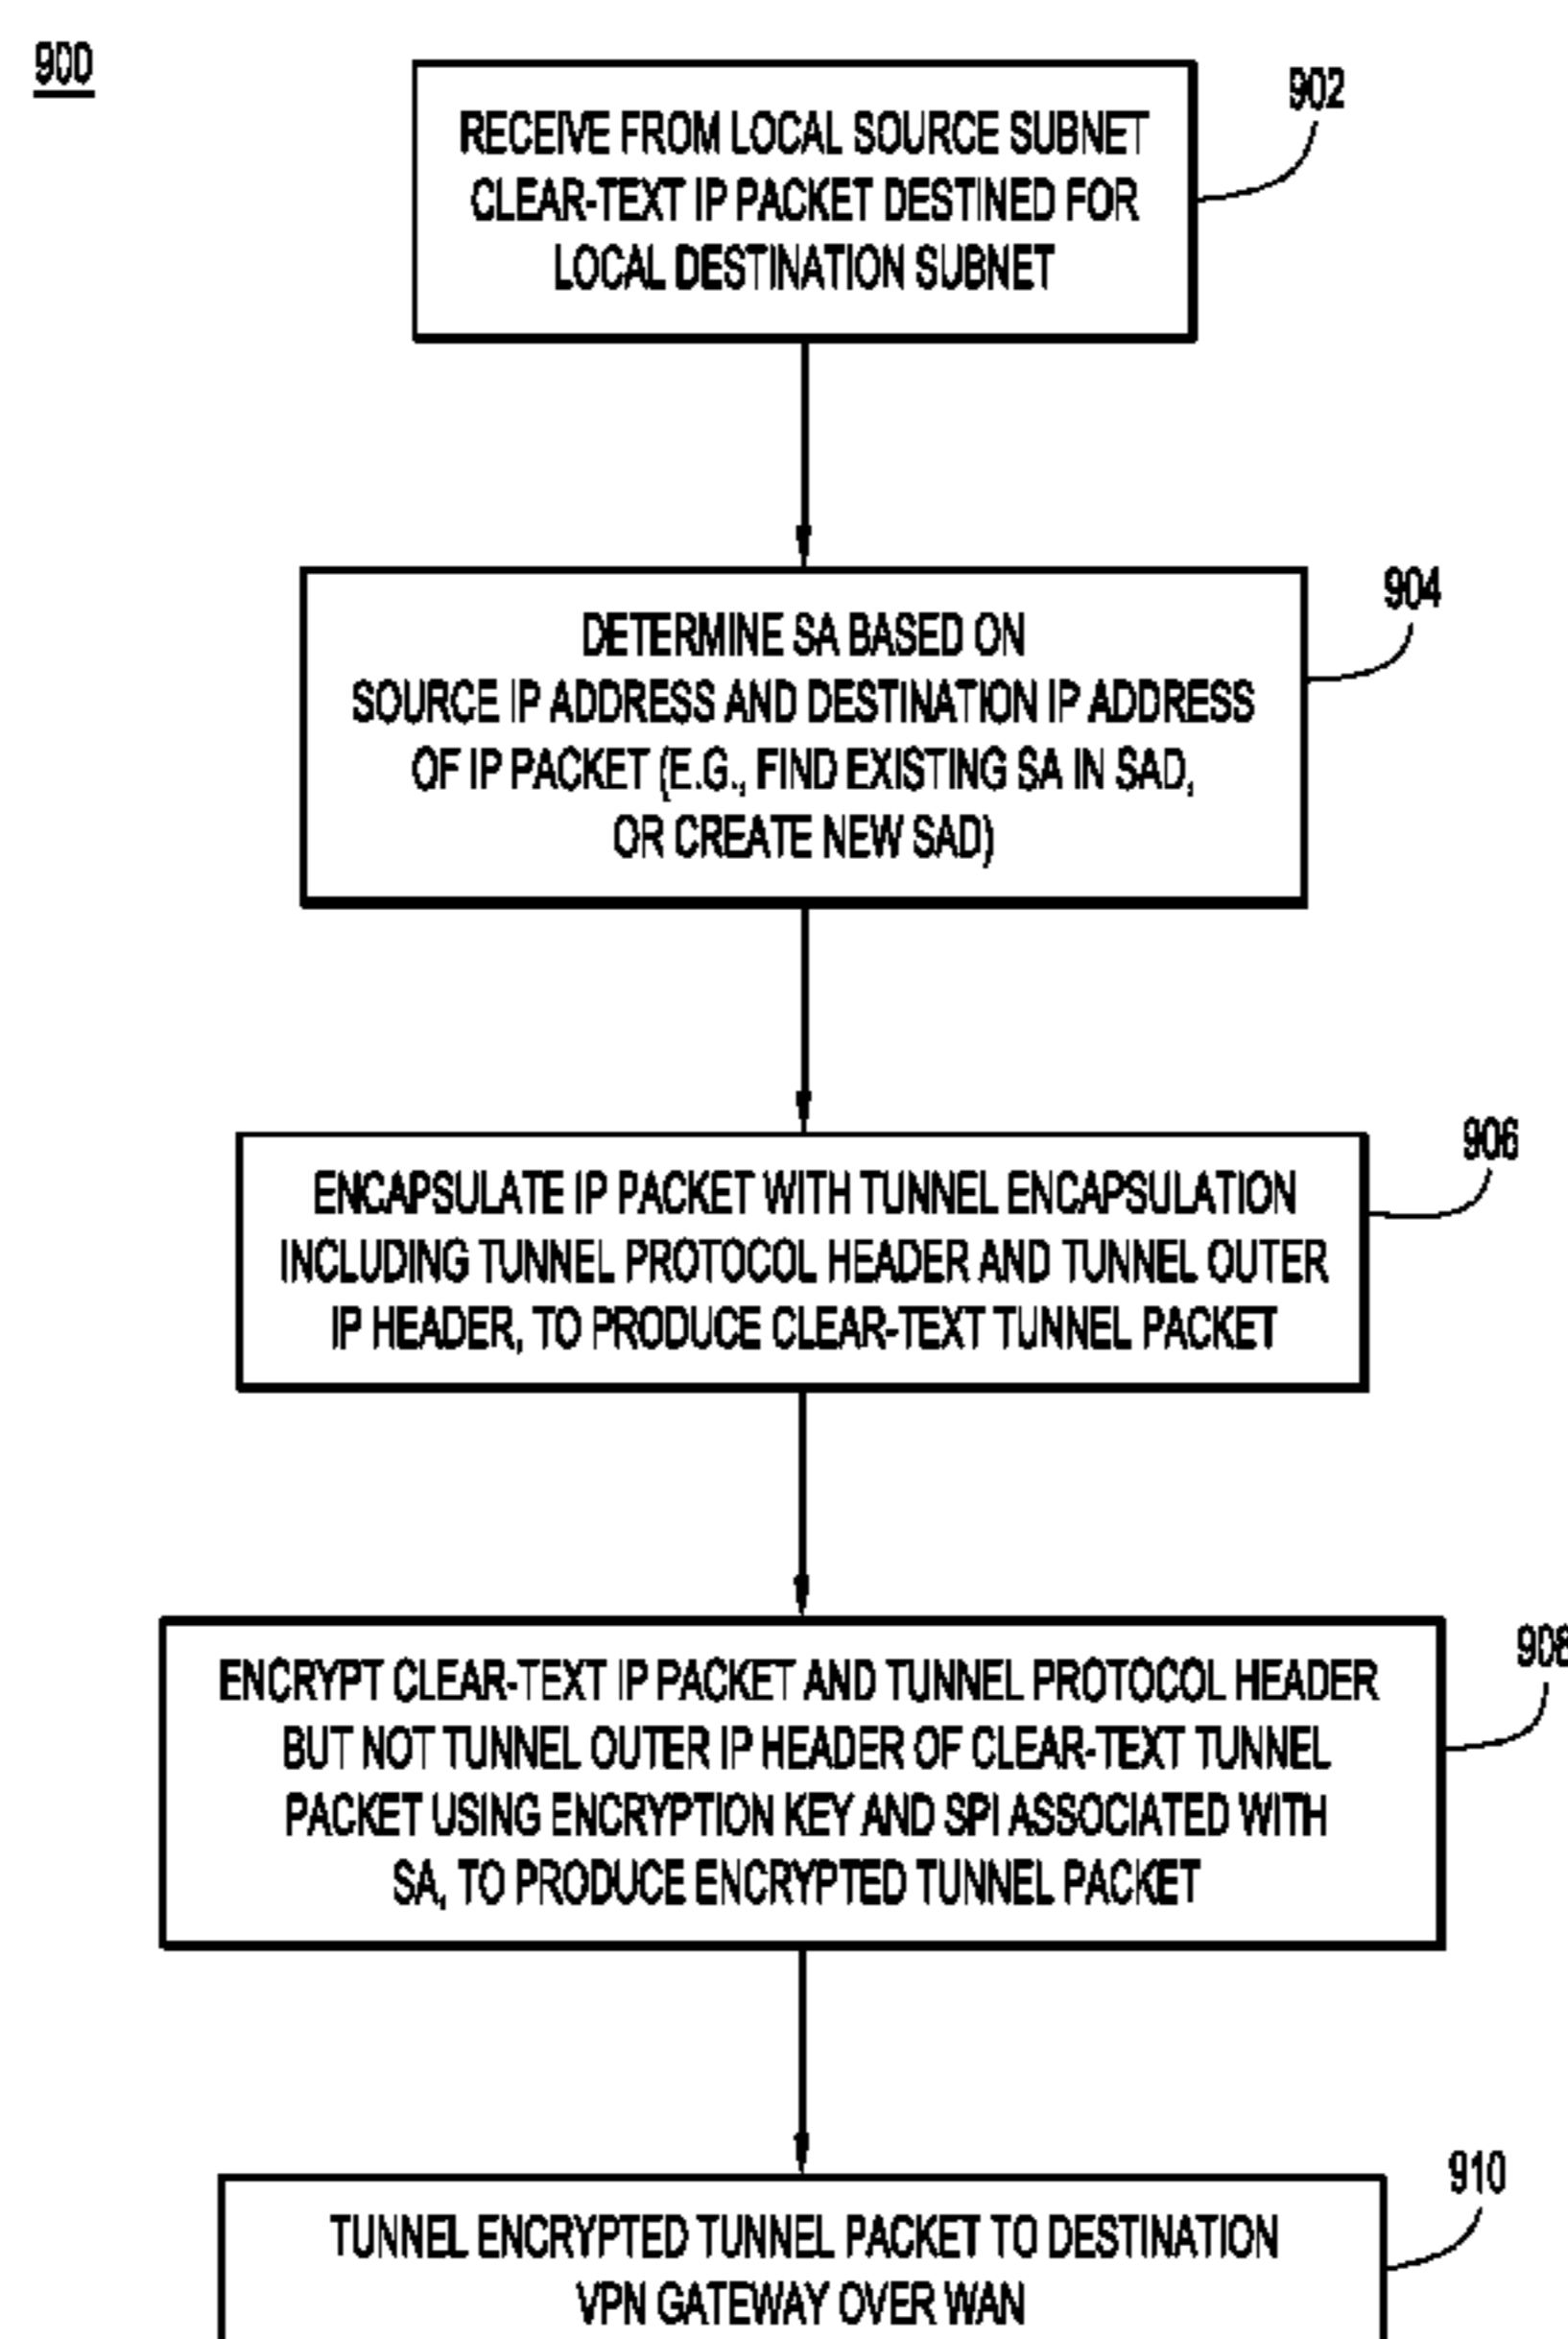 900
902
RECEIVE FROM LOCAL SOURCE SUBNET
CLEAR-TEXT IP PACKET DESTINED FOR
LOCAL DESTINATION SUBNET
904
DETERMINE SA BASED ON
SOURCE IP ADDRESS AND DESTINATION IP ADDRESS
OF IP PACKET (E.G., FIND EXISTING SA IN SAD,
OR CREATE NEW SAD)
906
ENCAPSULATE IP PACKET WITH TUNNEL ENCAPSULATION
INCLUDING TUNNEL PROTOCOL HEADER AND TUNNEL OUTER
IP HEADER, TO PRODUCE CLEAR-TEXT TUNNEL PACKET
908
ENCRYPT CLEAR-TEXT IP PACKET AND TUNNEL PROTOCOL HEADER
BUT NOT TUNNEL OUTER IP HEADER OF CLEAR-TEXT TUNNEL
PACKET USING ENCRYPTION KEY AND SPI ASSOCIATED WITH
SA, TO PRODUCE ENCRYPTED TUNNEL PACKET
910
TUNNEL ENCRYPTED TUNNEL PACKET TO DESTINATION
VPN GATEWAY OVER WAN